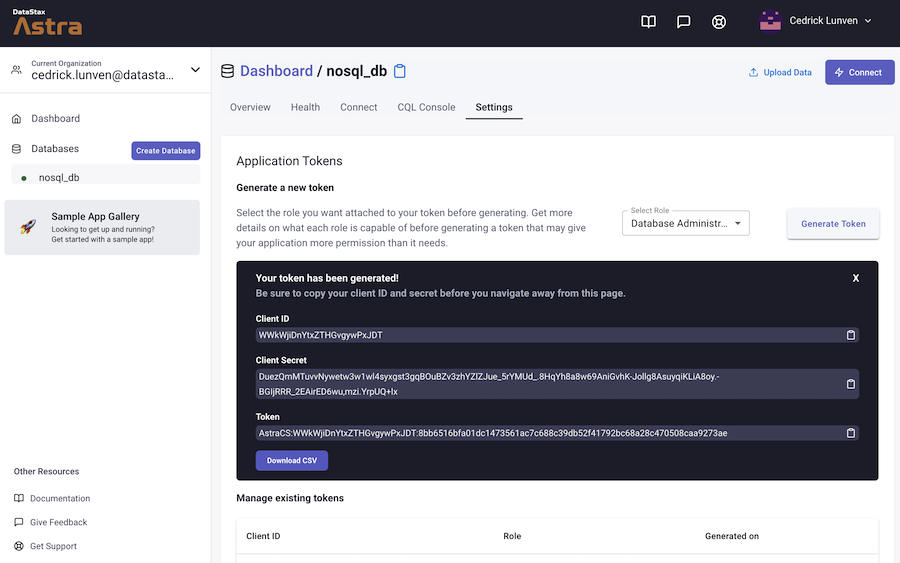 DataStax
Astra
Cedrick Lunven
Current Organization
cedrick.lunven@datasta...
Dashboard / nosql_db
Upload Data
Connect
Overview
Health
Connect
CQL Console
Settings
Dashboard
Databases
Create Database
nosql_db
Sample App Gallery
Looking to get up and running?
Get started with a sample app!
Application Tokens
Generate a new token
Select the role you want attached to your token before generating. Get more
details on what each role is capable of before generating a token that may give
your application more permission than it needs.
Select Role
Database Administr...
Generate Token
Your token has been generated!
X
Be sure to copy your client ID and secret before you navigate away from this page.
Client ID
WWkWjiDnYtxZTHGvgywPxJDT
Client Secret
DuezQmMTuvvNywetw3w1wl4syxgst3gqBOuBZv3zhYZlZJue_5rYMUd_.8HqYh8a8w69AniGvhK-Jollg8AsuyqiKLiA8oy.-
BGljRRR_2EAirED6wu,mzi.YrpUQ+lx
Token
AstraCS:WWkWjiDnYtxZTHGvgywPxJDT:8bb6516bfa01dc1473561ac7c688c39db52f41792bc68a28c470508caa9273ae
Download CSV
Manage existing tokens
Client ID
Role
Generated on
Other Resources
Documentation
Give Feedback
Get Support